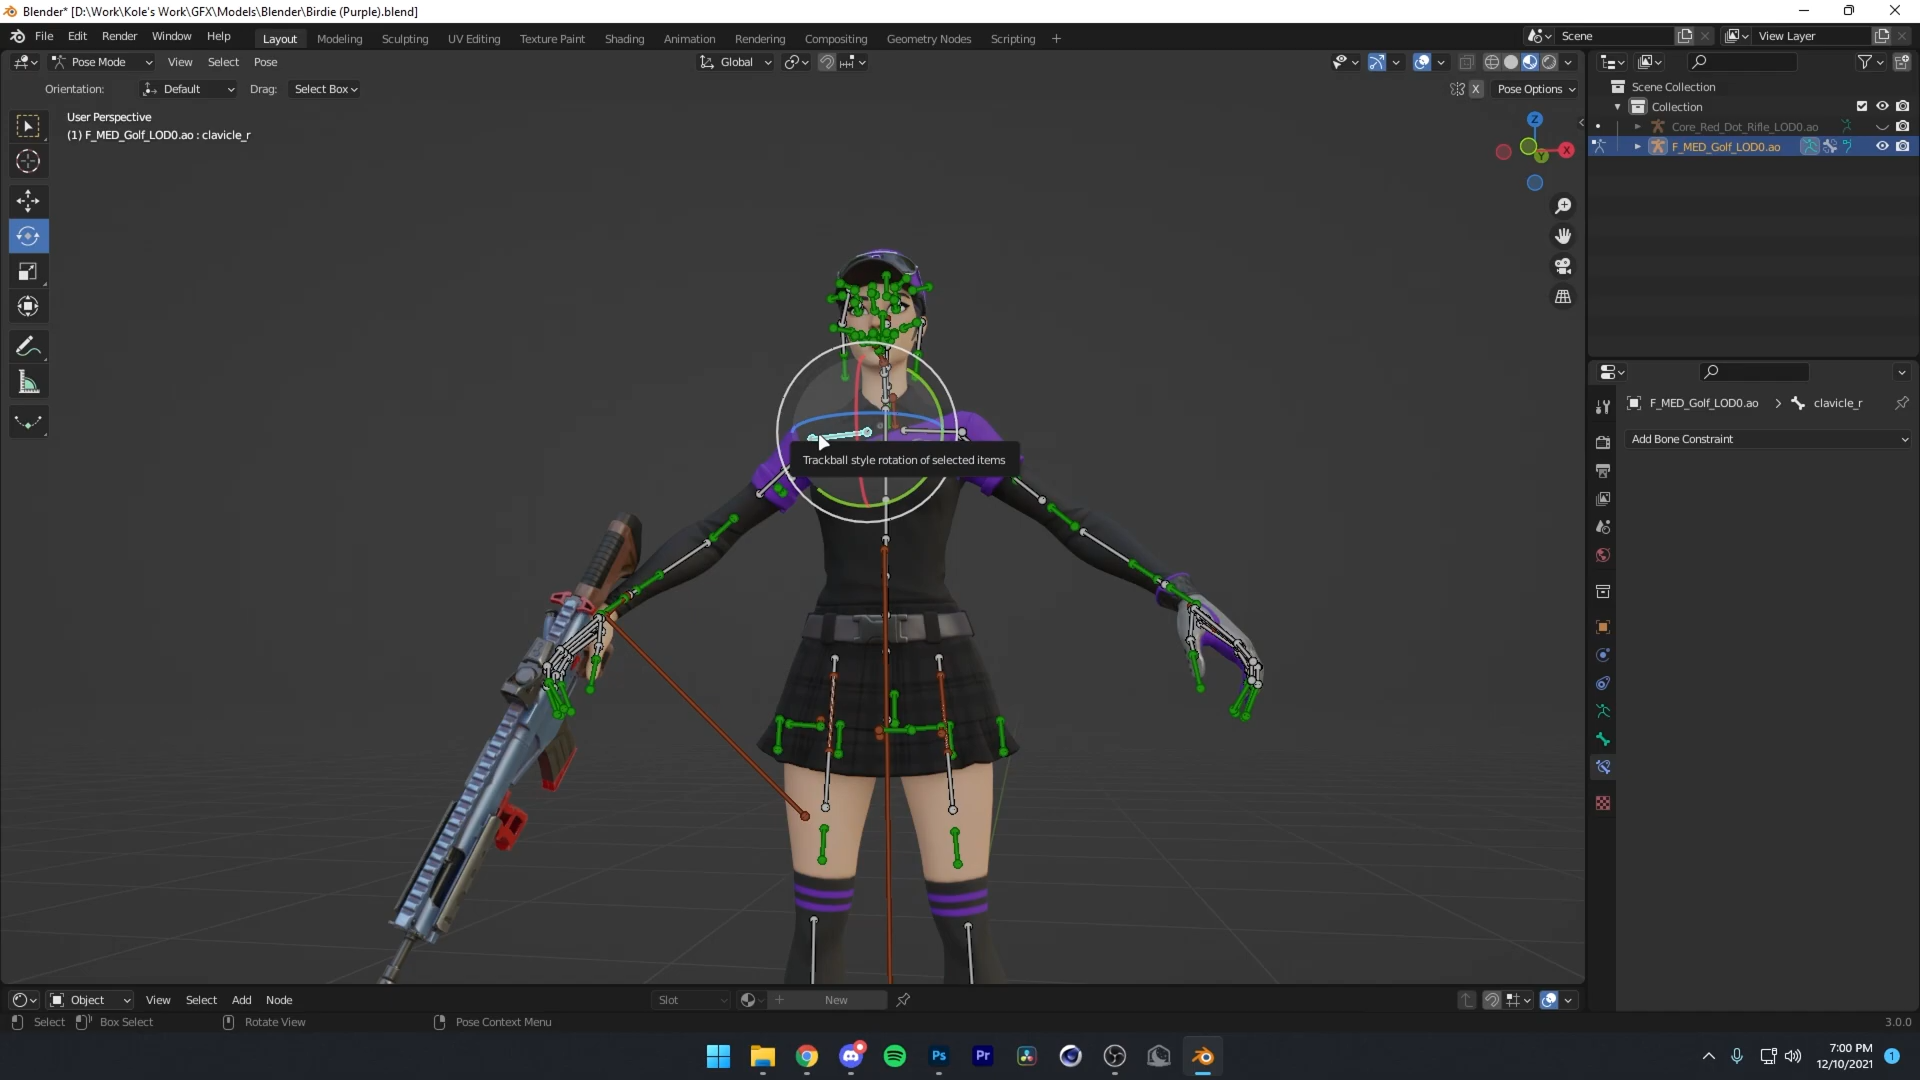 Blender* [D:\Work\Kole's Work\GFX\Models\Blender\Birdie (Purple).blend]
File Edit Render Window Help Layout Modeling Sculpting UV Editing Texture Paint Shading Animation Rendering Compositing Geometry Nodes Scripting + Scene View Layer
Pose Mode View Select Pose Global
Orientation: Default Drag: Select Box X Pose Options
User Perspective
(1) F_MED_Golf_LOD0.ao : clavicle_r
Z
X
Y
Trackball style rotation of selected items
Scene Collection
Collection
Core_Red_Dot_Rifle_LOD0.ao
F_MED_Golf_LOD0.ao
F_MED_Golf_LOD0.ao > clavicle_r
Add Bone Constraint
Object View Select Add Node Slot New
Select Box Select Rotate View Pose Context Menu 3.0.0
Ps Pr
7:00 PM
12/10/2021
1